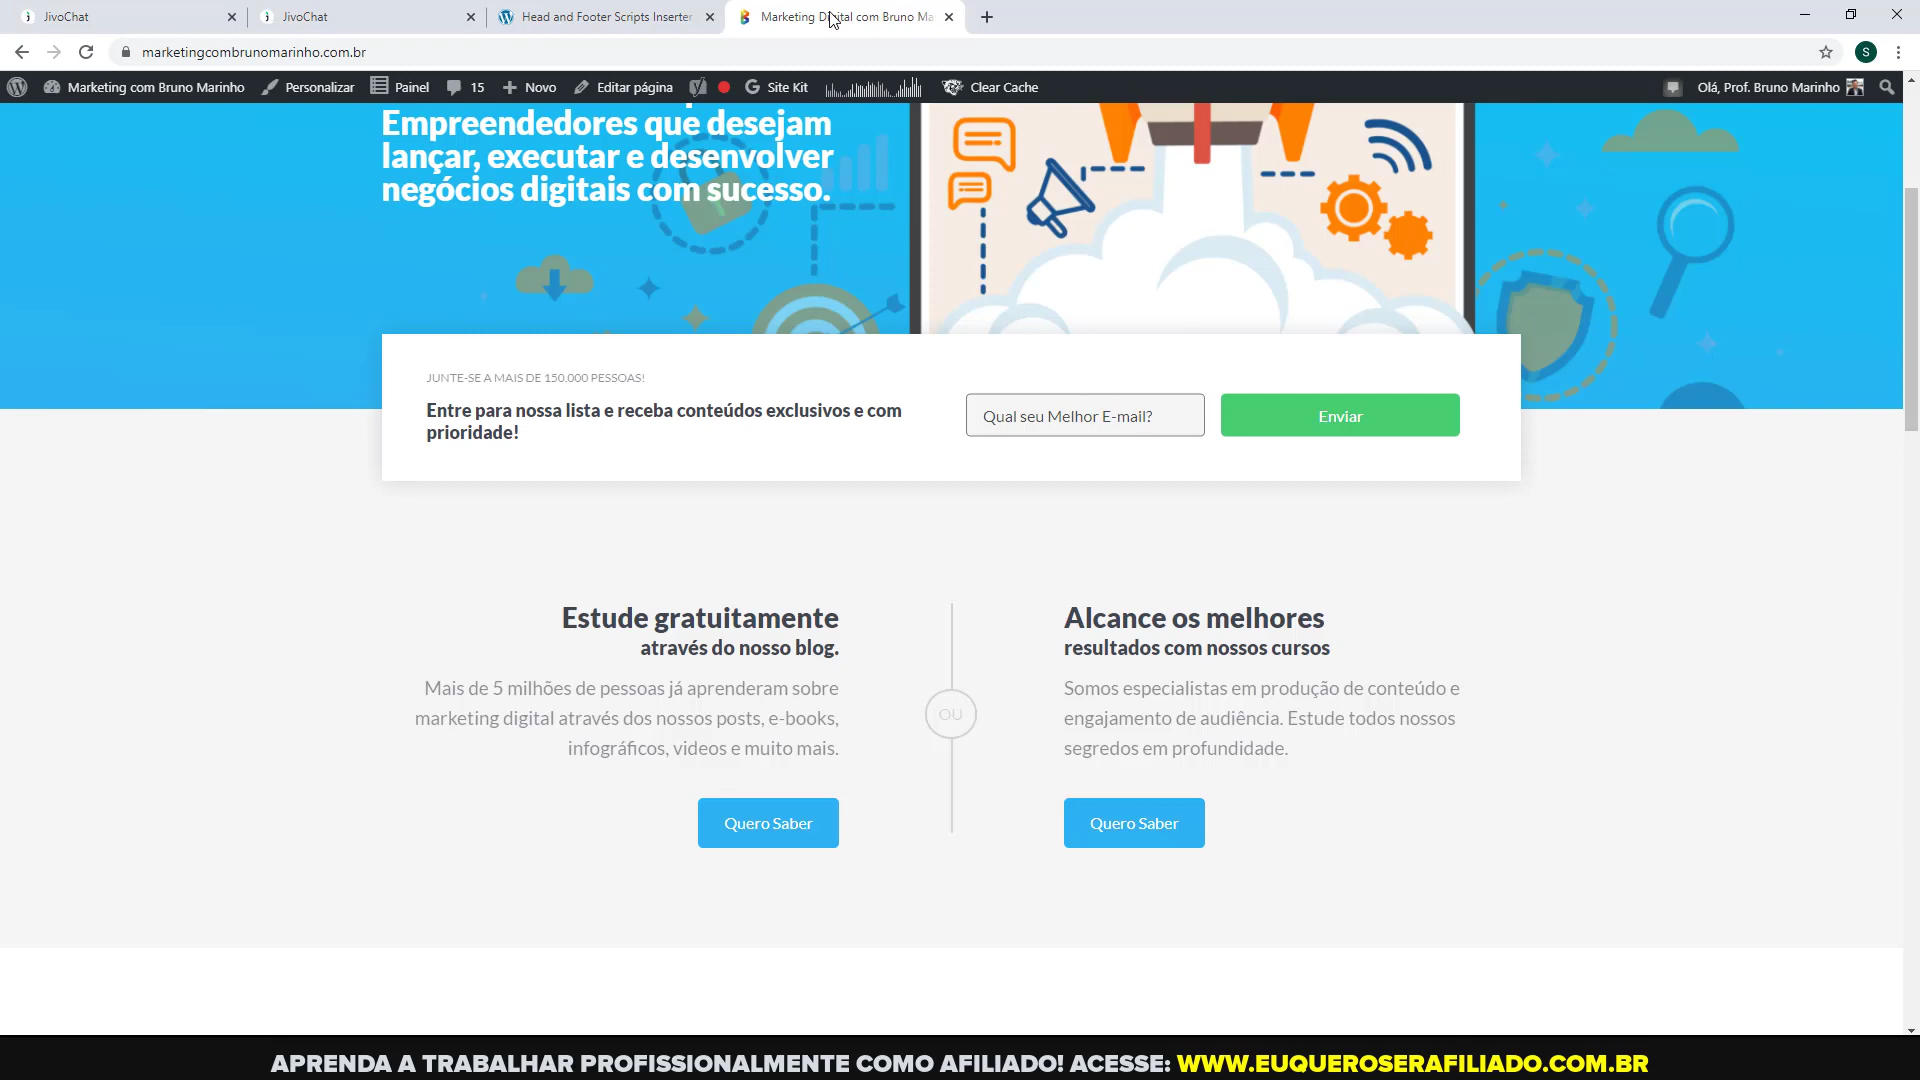 JivoChat
JivoChat
Head and Footer Scripts Inserter
Marketing Digital com Bruno Ma
marketingcombrunomarinho.com.br
S
Marketing com Bruno Marinho
Personalizar
Painel
15
Novo
Editar página
Site Kit
Clear Cache
Olá, Prof. Bruno Marinho
Empreendedores que desejam
lançar, executar e desenvolver
negócios digitais com sucesso.
JUNTE-SE A MAIS DE 150.000 PESSOAS!
Entre para nossa lista e receba conteúdos exclusivos e com
prioridade!
Qual seu Melhor E-mail?
Enviar
Estude gratuitamente
através do nosso blog.
Mais de 5 milhões de pessoas já aprenderam sobre
marketing digital através dos nossos posts, e-books,
infográficos, videos e muito mais.
Quero Saber
OU
Alcance os melhores
resultados com nossos cursos
Somos especialistas em produção de conteúdo e
engajamento de audiência. Estude todos nossos
segredos em profundidade.
Quero Saber
APRENDA A TRABALHAR PROFISSIONALMENTE COMO AFILIADO! ACESSE: WWW.EUQUEROSERAFILIADO.COM.BR